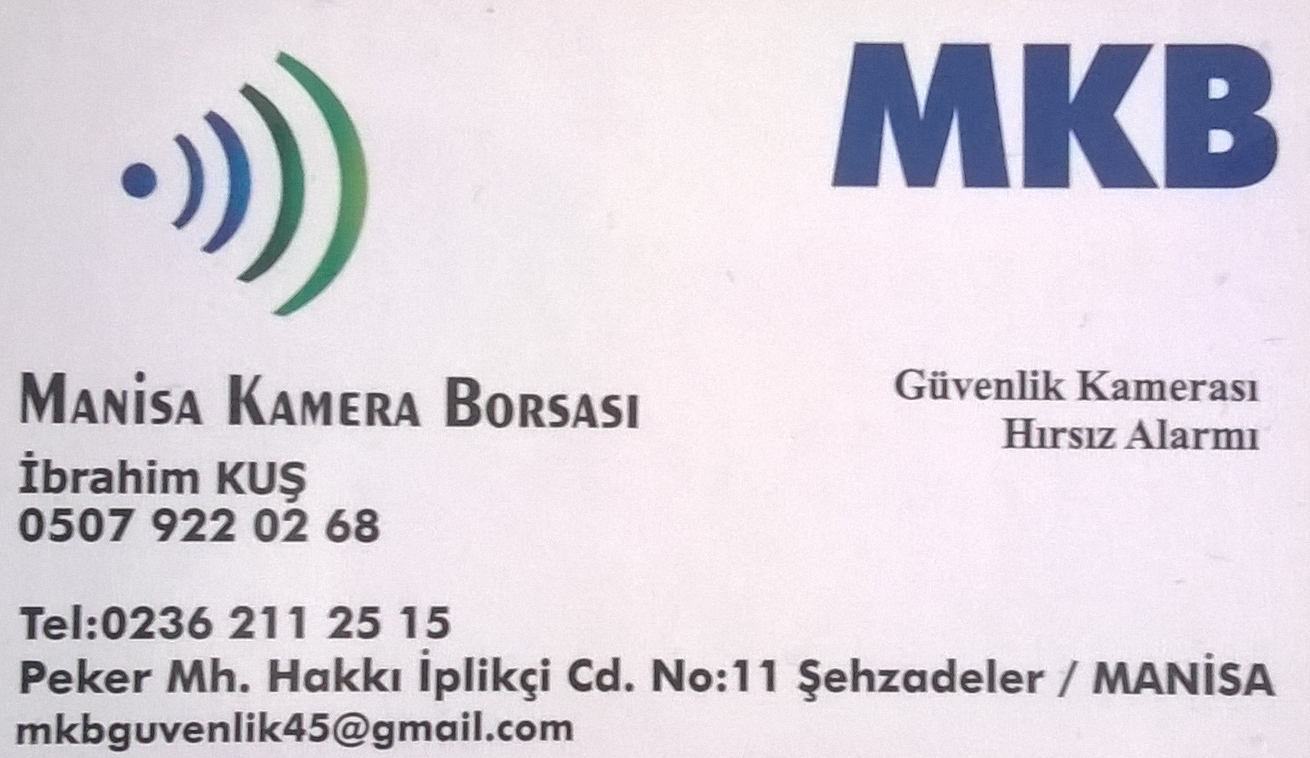 MKB
Manisa Kamera Borsası
Güvenlik Kamerası
Hırsız Alarmı
İbrahim KUŞ
0507 922 02 68
Tel:0236 211 25 15
Peker Mh. Hakkı İplikçi Cd. No:11 Şehzadeler / MANİSA
mkbguvenlik45@gmail.com